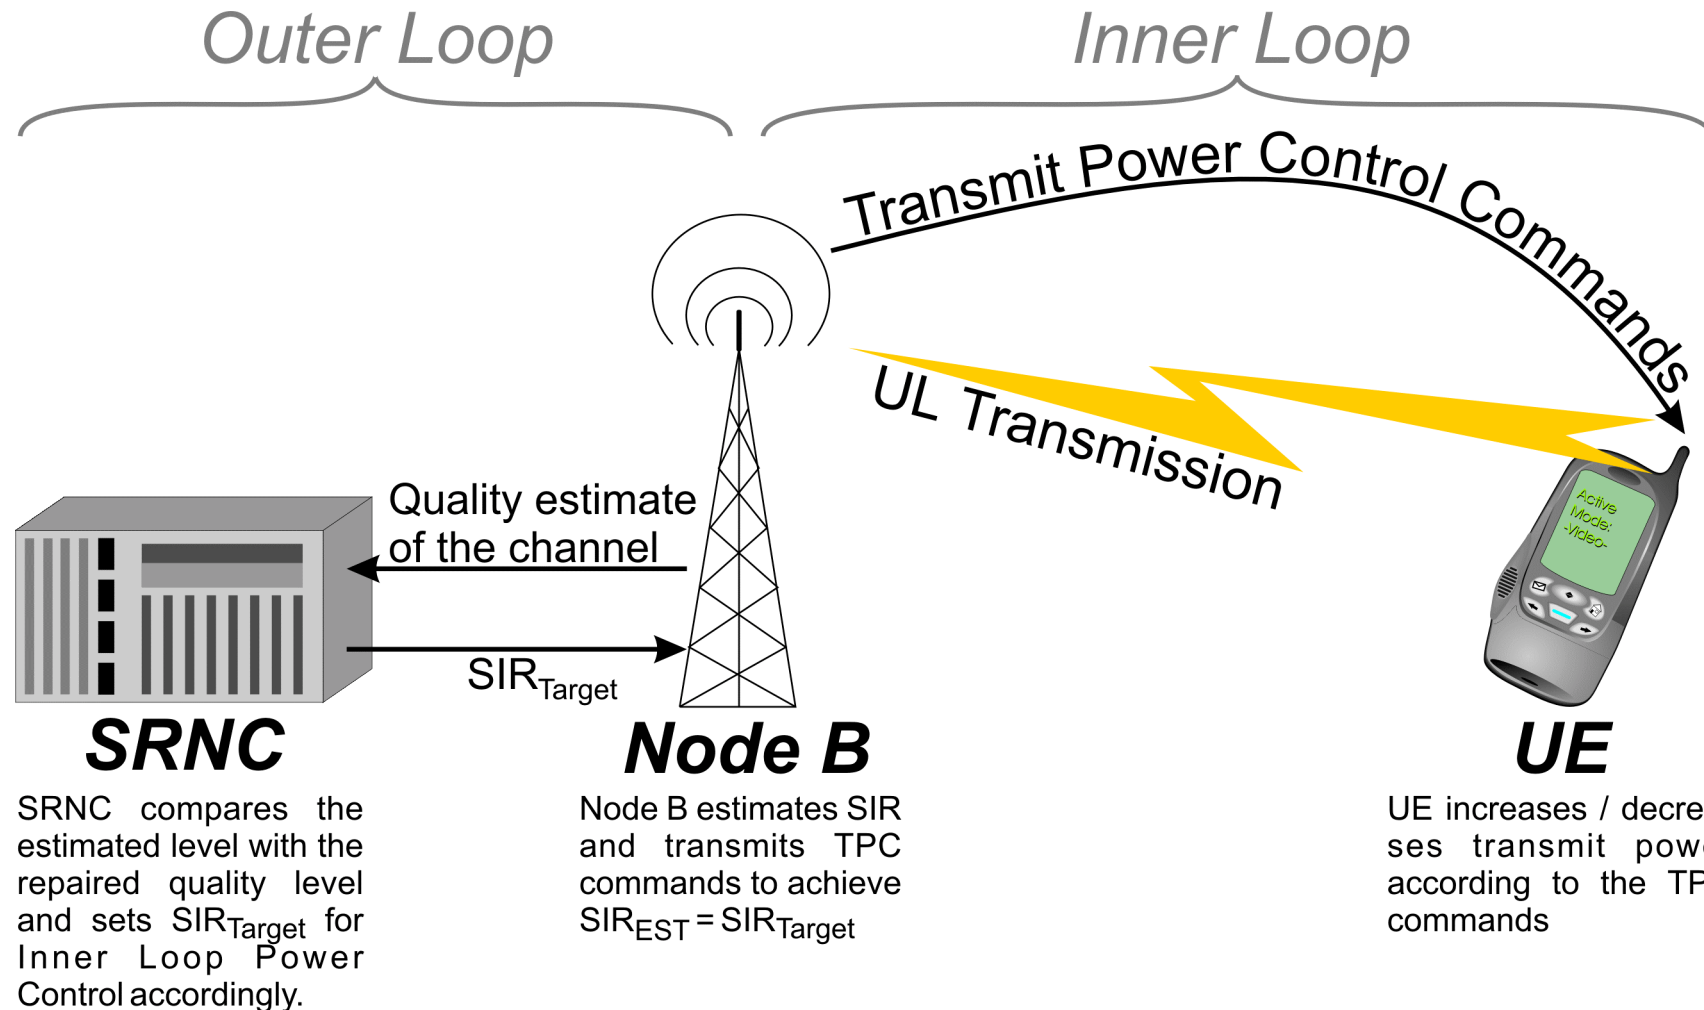 Outer Loop
Inner Loop
Transmit Power Control Commands
UL Transmission
Quality estimate
of the channel
SIRTarget
Active
Mode:
-Video-
SRNC
SRNC compares the
estimated level with the
repaired quality level
and sets SIRTarget for
Inner Loop Power
Control accordingly.
Node B
Node B estimates SIR
and transmits TPC
commands to achieve
SIREST = SIRTarget
UE
UE increases / decrea
ses transmit powe
according to the TP
commands